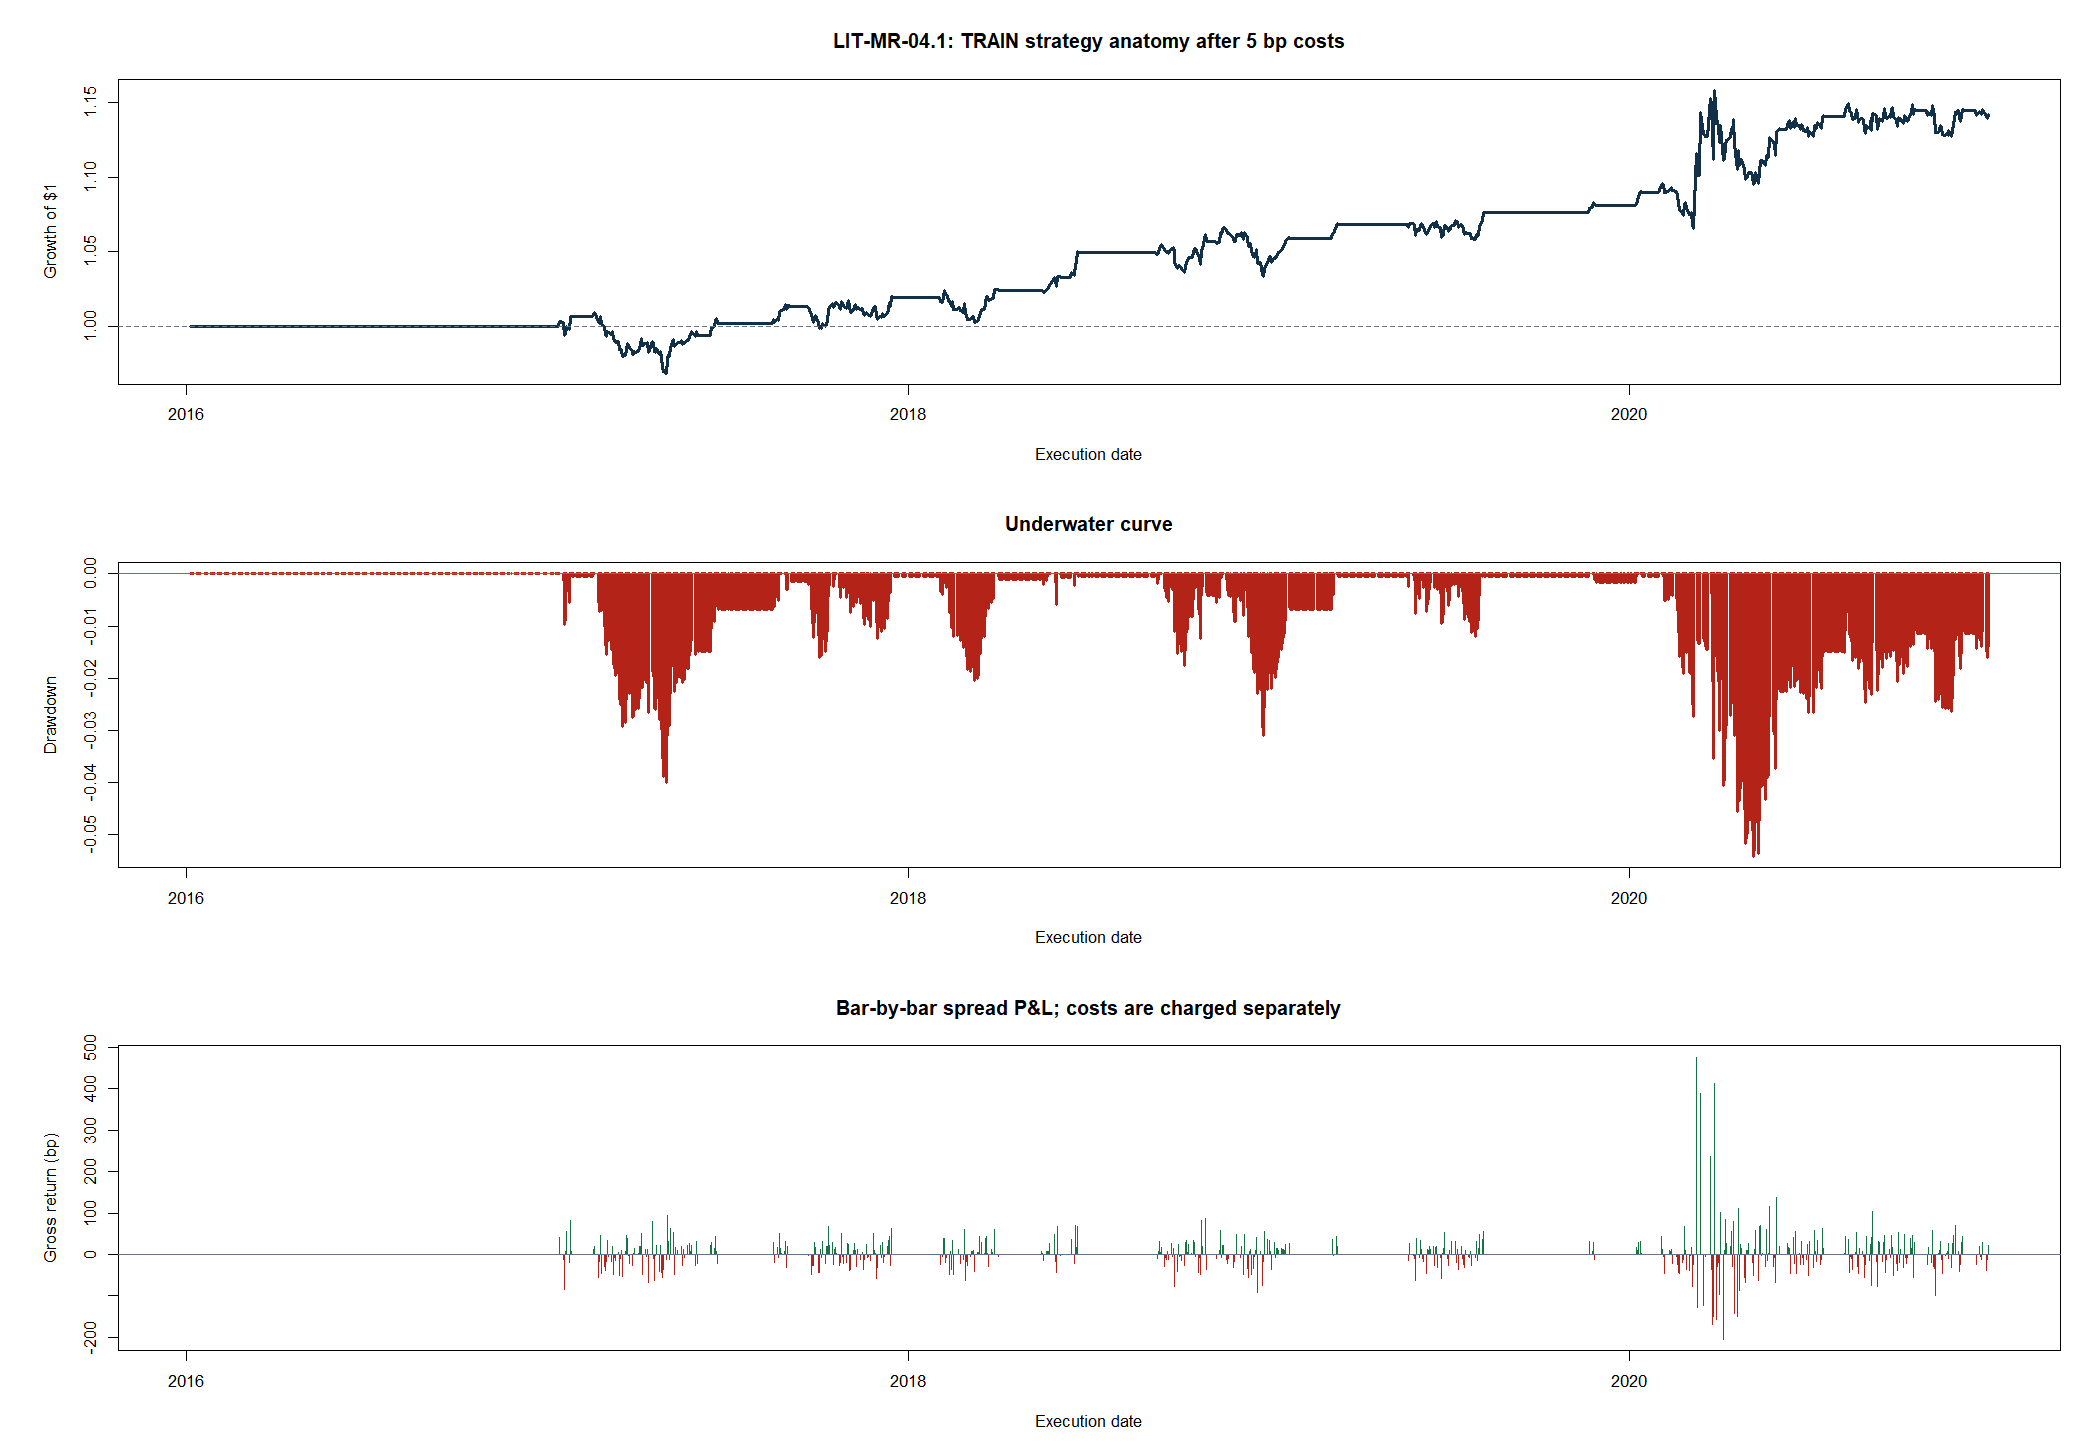 LIT-MR-04.1: TRAIN strategy anatomy after 5 bp costs
Growth of $1
1.15
1.10
1.05
1.00
2016
2018
2020
Execution date
Underwater curve
Drawdown
0.00
-0.01
-0.02
-0.03
-0.04
-0.05
2016
2018
2020
Execution date
Bar-by-bar spread P&L; costs are charged separately
Gross return (bp)
500
400
300
200
100
0
-200
2016
2018
2020
Execution date